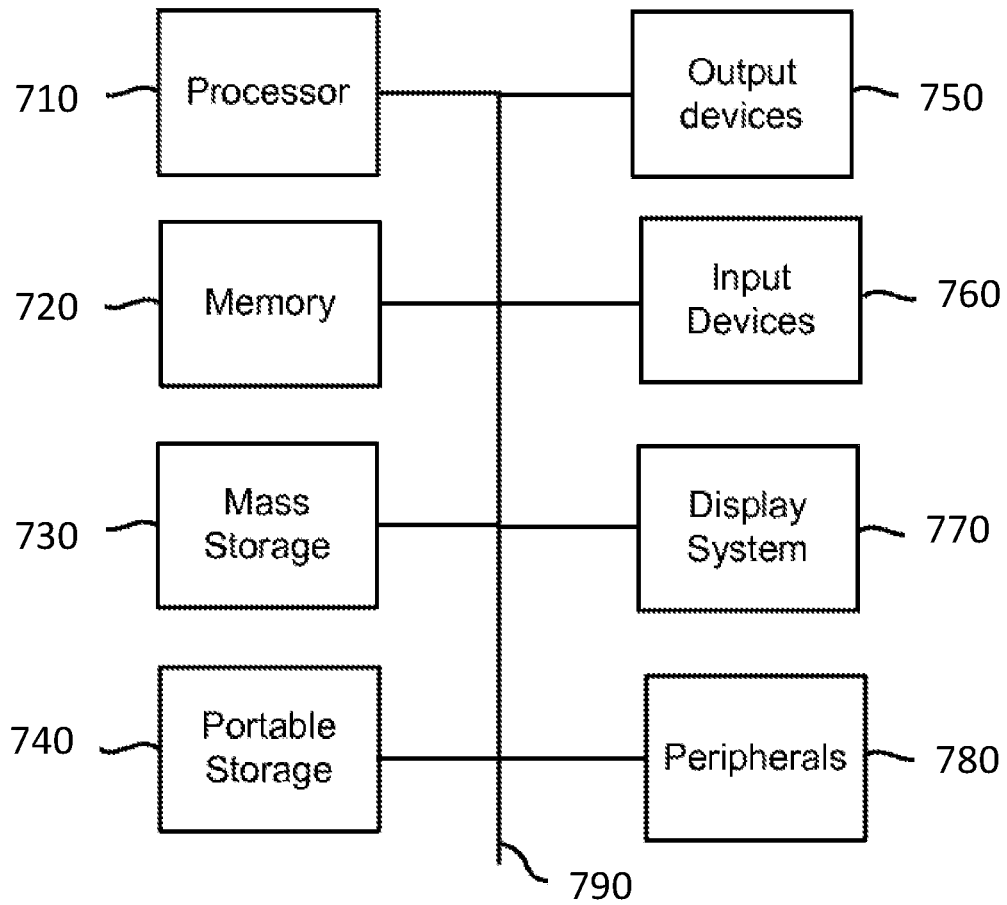 710
Processor
Output
devices
750
720
Memory
Input
Devices
760
730
Mass
Storage
Display
System
770
740
Portable
Storage
Peripherals
780
790